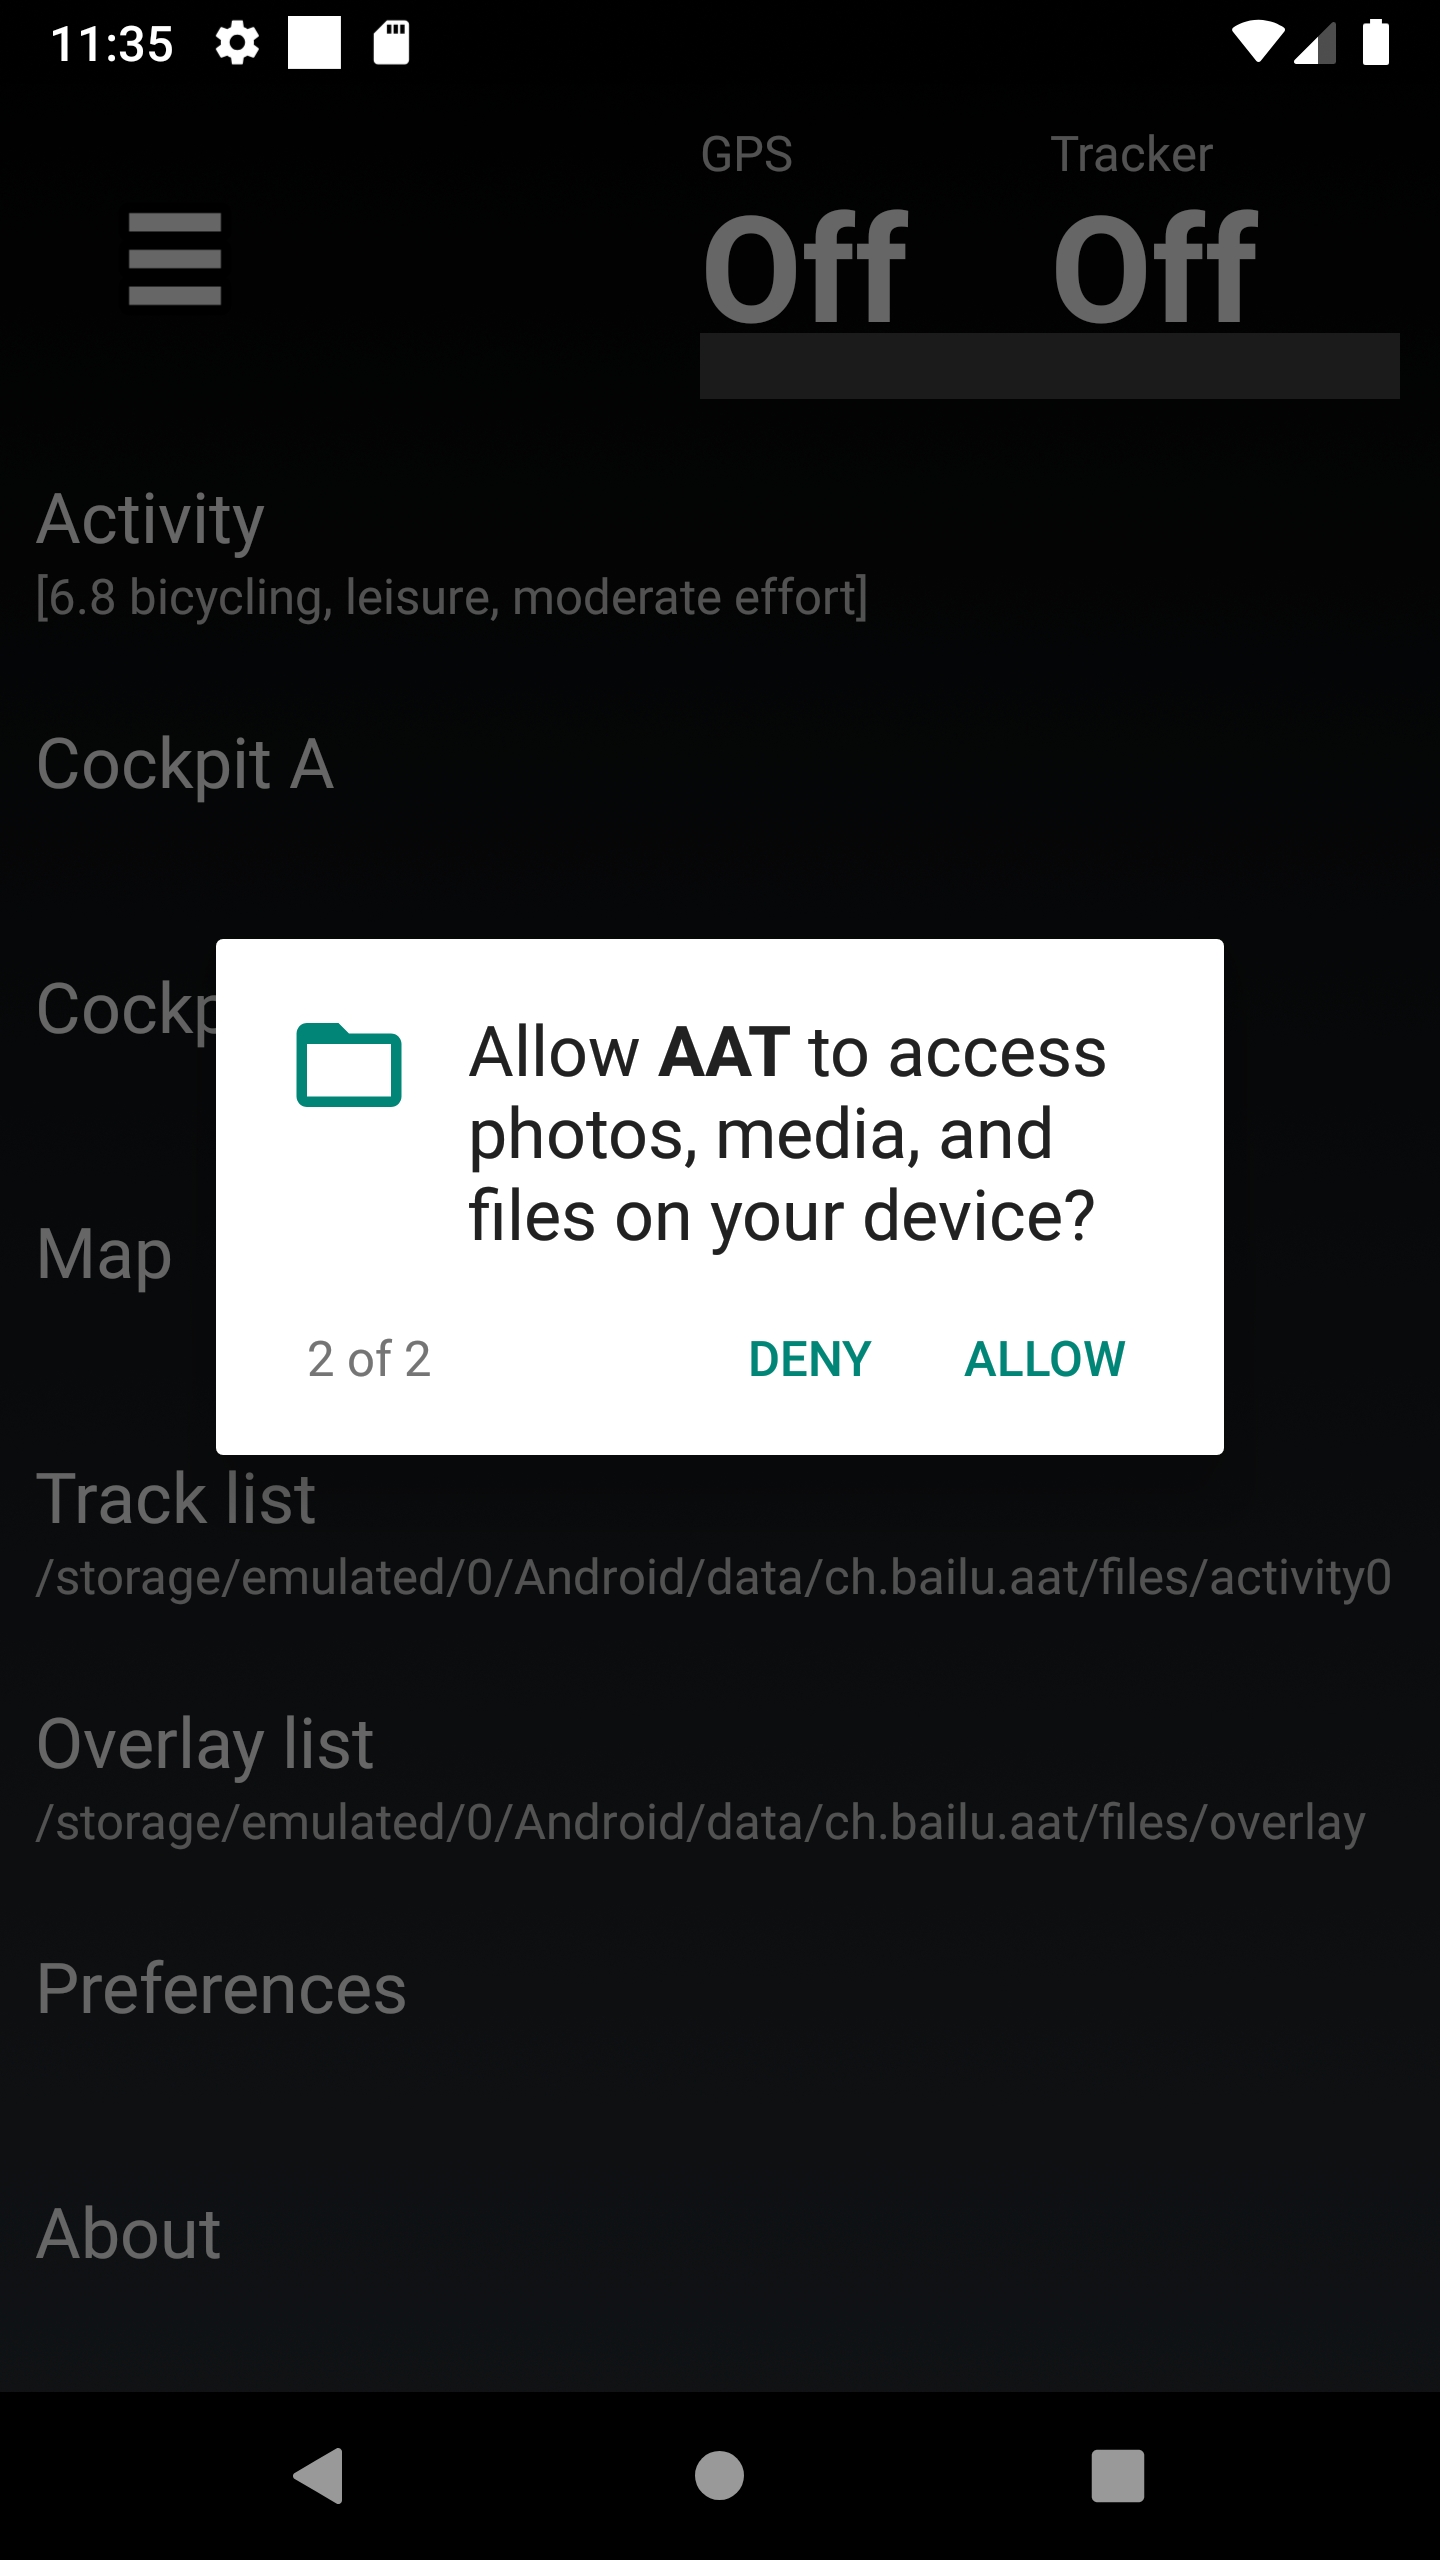 11:35
GPS
Tracker
Off
Off
Activity
[6.8 bicycling, leisure, moderate effort]
Cockpit A
Cockp
Allow AAT to access
photos, media, and
files on your device?
Map
2 of 2
DENY
ALLOW
Track list
/storage/emulated/0/Android/data/ch.bailu.aat/files/activity0
Overlay list
/storage/emulated/0/Android/data/ch.bailu.aat/files/overlay
Preferences
About